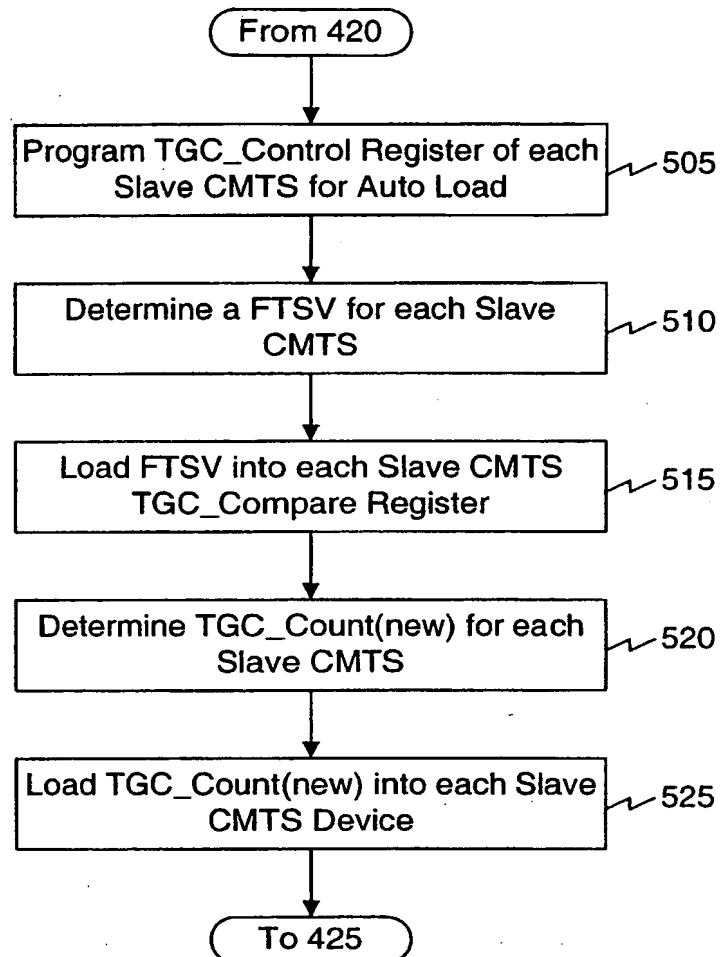 From 420
Program TGC_Control Register of each
Slave CMTS for Auto Load
505
Determine a FTSV for each Slave
CMTS
510
Load FTSV into each Slave CMTS
TGC_Compare Register
515
Determine TGC_Count(new) for each
Slave CMTS
520
Load TGC_Count(new) into each Slave
CMTS Device
525
To 425